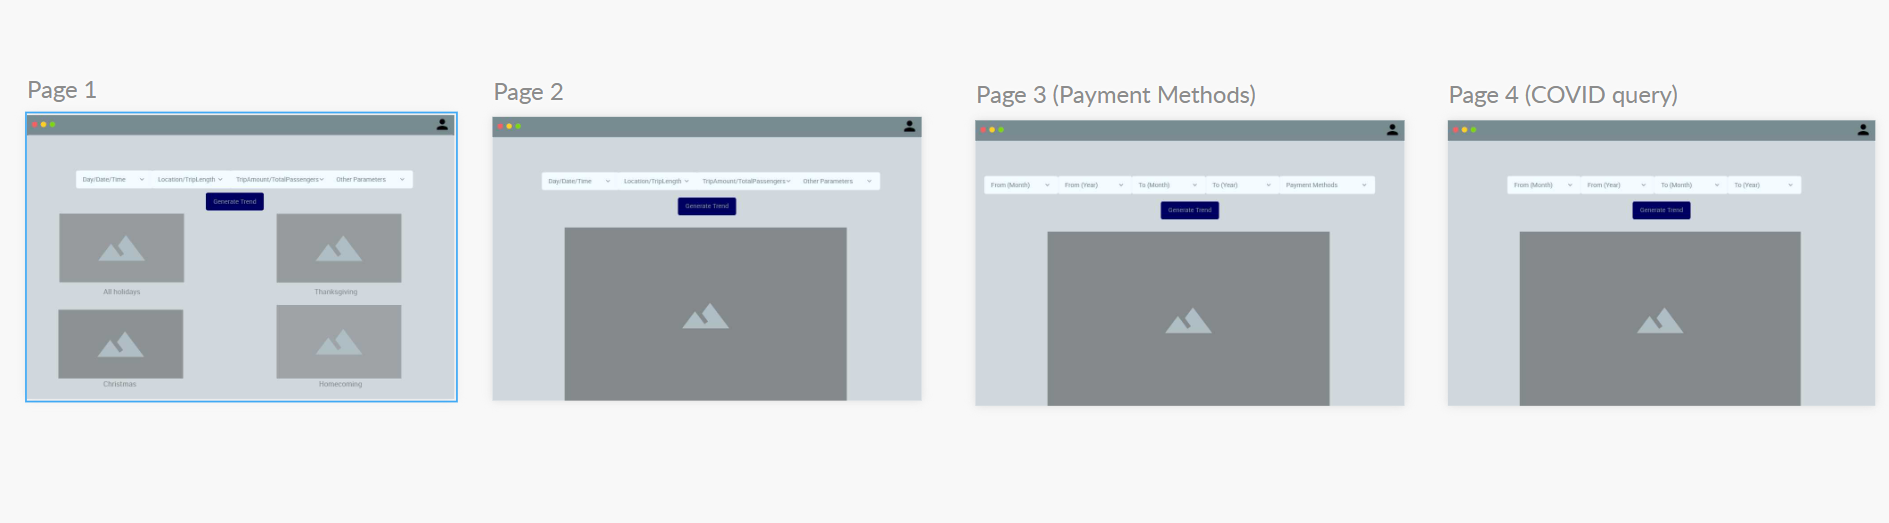 Page 1
Day/Date/Time
Location/TripLength
TripAmount/TotalPassengers
Other Parameters
Generate Trend
All holidays
Thanksgiving
Christmas
Homecoming
Page 2
Day/Date/Time
Location/TripLength
TripAmount/TotalPassengers
Other Parameters
Generate Trend
Page 3 (Payment Methods)
From (Month)
From (Year)
To (Month)
To (Year)
Payment Methods
Generate Trend
Page 4 (COVID query)
From (Month)
From (Year)
To (Month)
To (Year)
Generate Trend